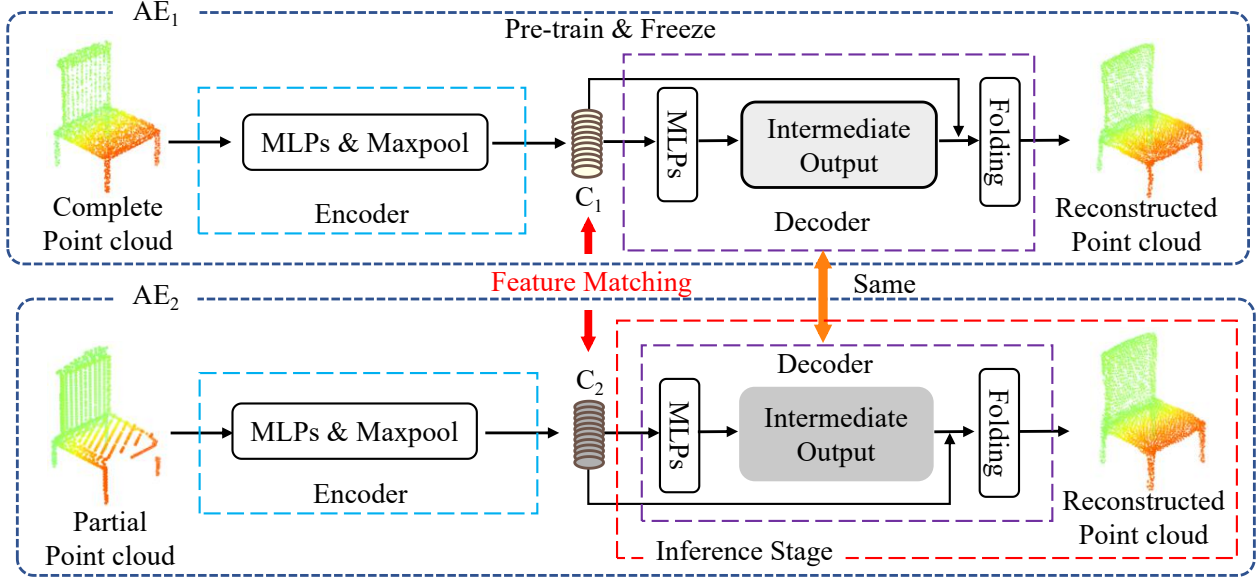 AE1
Pre-train & Freeze
MLPs & Maxpool
Encoder
Complete
Point cloud
C1
MLPs
Intermediate
Output
Folding
Decoder
Reconstructed
Point cloud
Feature Matching
Same
AE2
MLPs & Maxpool
Encoder
Partial
Point cloud
C2
Decoder
MLPs
Intermediate
Output
Folding
Reconstructed
Point cloud
Inference Stage